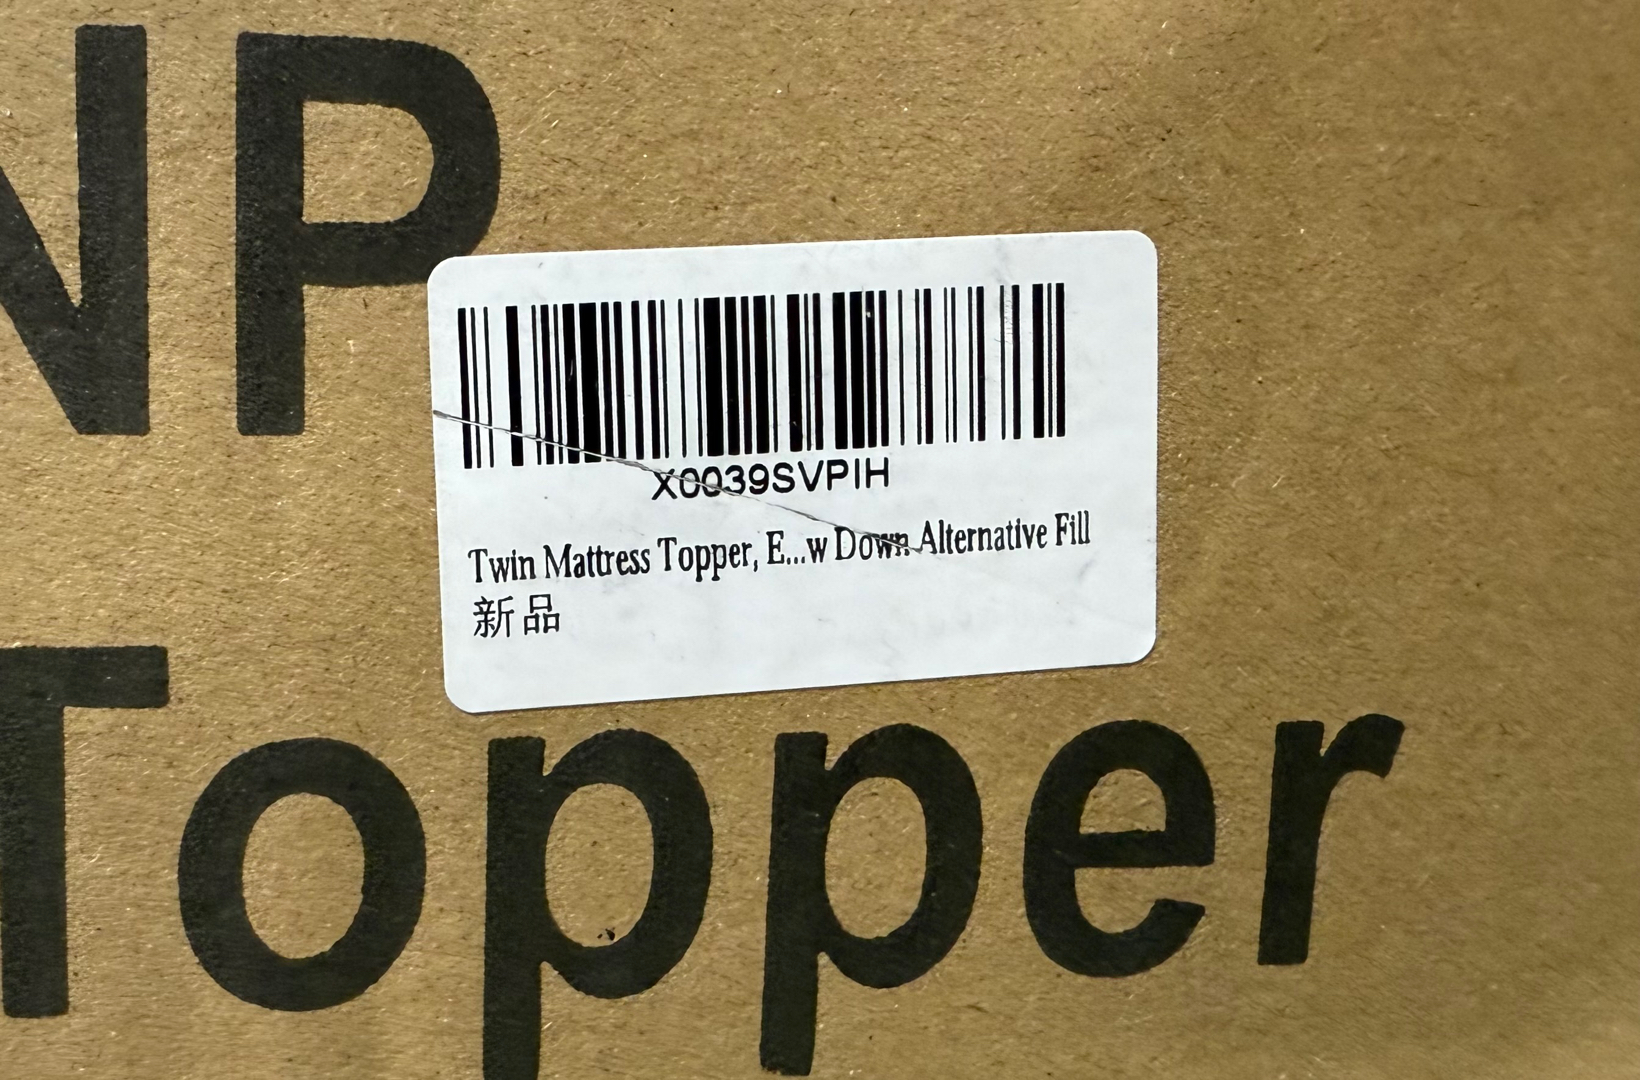 NP
X0039SVPIH
Twin Mattress Topper, E...w Down Alternative Fill
新品
Topper